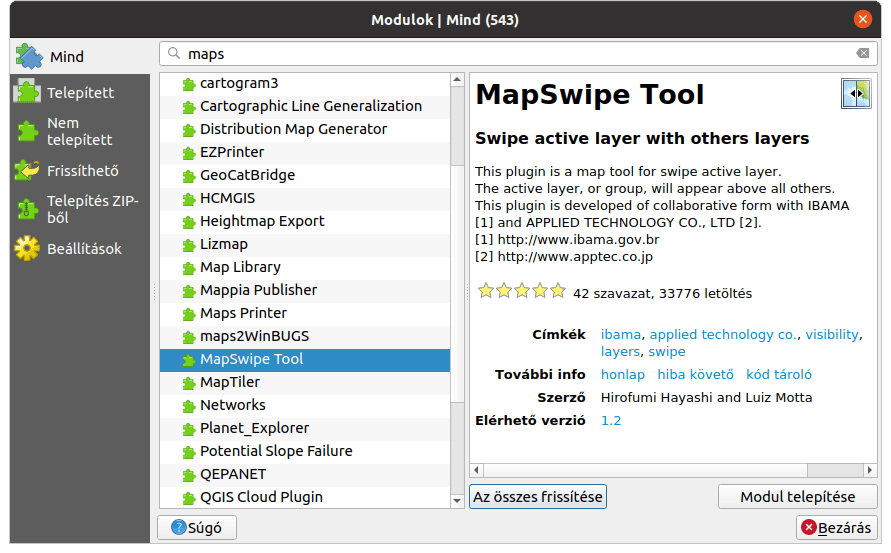 Modulok | Mind (543)
Mind
Telepített
Nem
telepített
Frissíthető
Telepítés ZIP-
ből
Beállítások
maps
cartogram3
Cartographic Line Generalization
Distribution Map Generator
EZPrinter
GeoCatBridge
HCMGIS
Heightmap Export
Lizmap
Map Library
Mappia Publisher
Maps Printer
maps2WinBUGS
MapSwipe Tool
MapTiler
Networks
Planet_Explorer
Potential Slope Failure
QEPANET
QGIS Cloud Plugin
MapSwipe Tool
Swipe active layer with others layers
This plugin is a map tool for swipe active layer.
The active layer, or group, will appear above all others.
This plugin is developed of collaborative form with IBAMA
[1] and APPLIED TECHNOLOGY CO., LTD [2].
[1] http://www.ibama.gov.br
[2] http://www.apptec.co.jp
42 szavazat, 33776 letöltés
Címkék ibama, applied technology co., visibility,
layers, swipe
További info honlap hiba követő kód tároló
Szerző Hirofumi Hayashi and Luiz Motta
Elérhető verzió 1.2
Az összes frissítése
Modul telepítése
Súgó
Bezárás